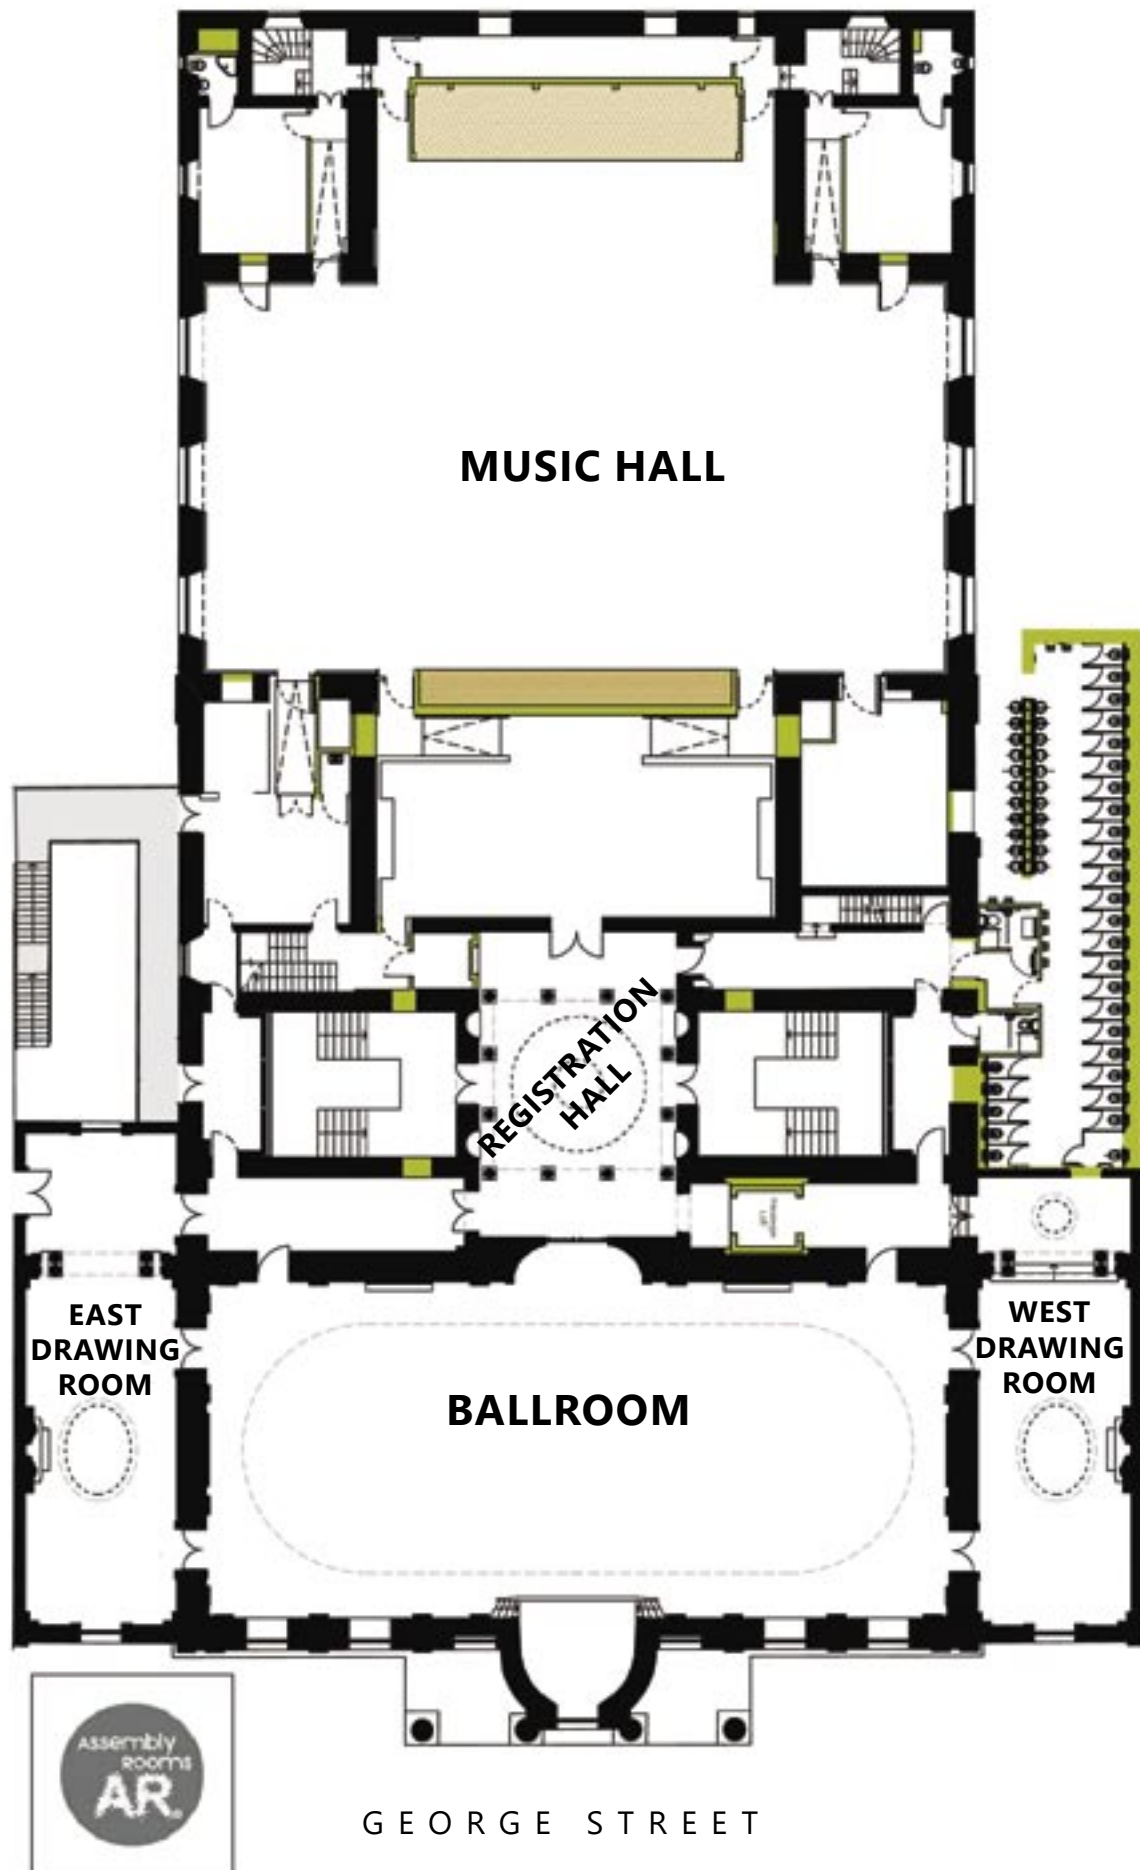 MUSIC HALL
REGISTRATION
HALL
EAST
DRAWING
ROOM
WEST
DRAWING
ROOM
BALLROOM
Assembly
Rooms
AR
GEORGE STREET